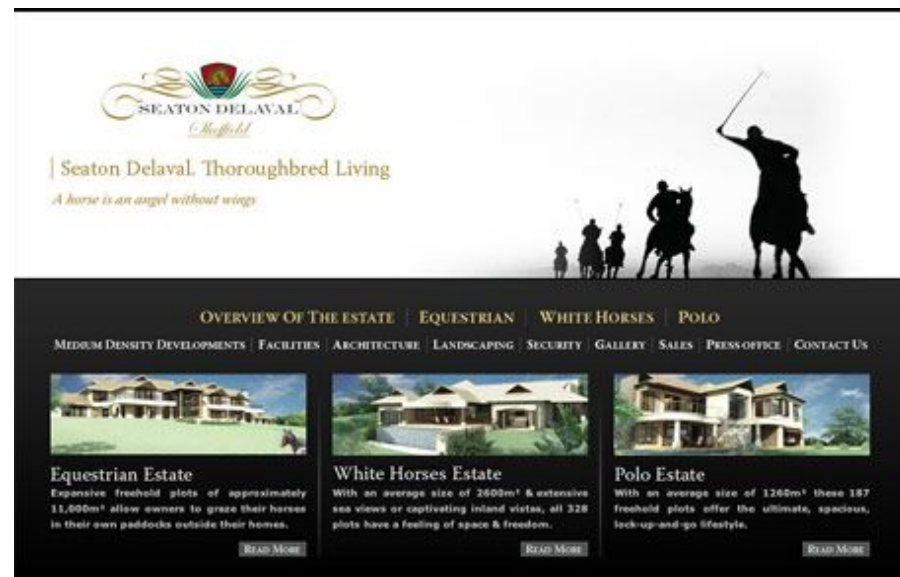 SEATON DELAVAL
Sheffield
Seaton Delaval. Thoroughbred Living
A horse is an angel without wings
OVERVIEW OF THE ESTATE | EQUESTRIAN | WHITE HORSES | POLO
MEDIUM DENSITY DEVELOPMENTS | FACILITIES | ARCHITECTURE | LANDSCAPING | SECURITY | GALLERY | SALES | PRESS OFFICE | CONTACT US
Equestrian Estate
Expansive freehold plots of approximately
11,000m² allow owners to graze their horses
in their own paddocks outside their homes.
READ MORE
White Horses Estate
With an average size of 2600m² & extensive
sea views or captivating inland vistas, all 328
plots have a feeling of space & freedom.
READ MORE
Polo Estate
With an average size of 1260m² these 187
freehold plots offer the ultimate, spacious,
lock-up-and-go lifestyle.
READ MORE